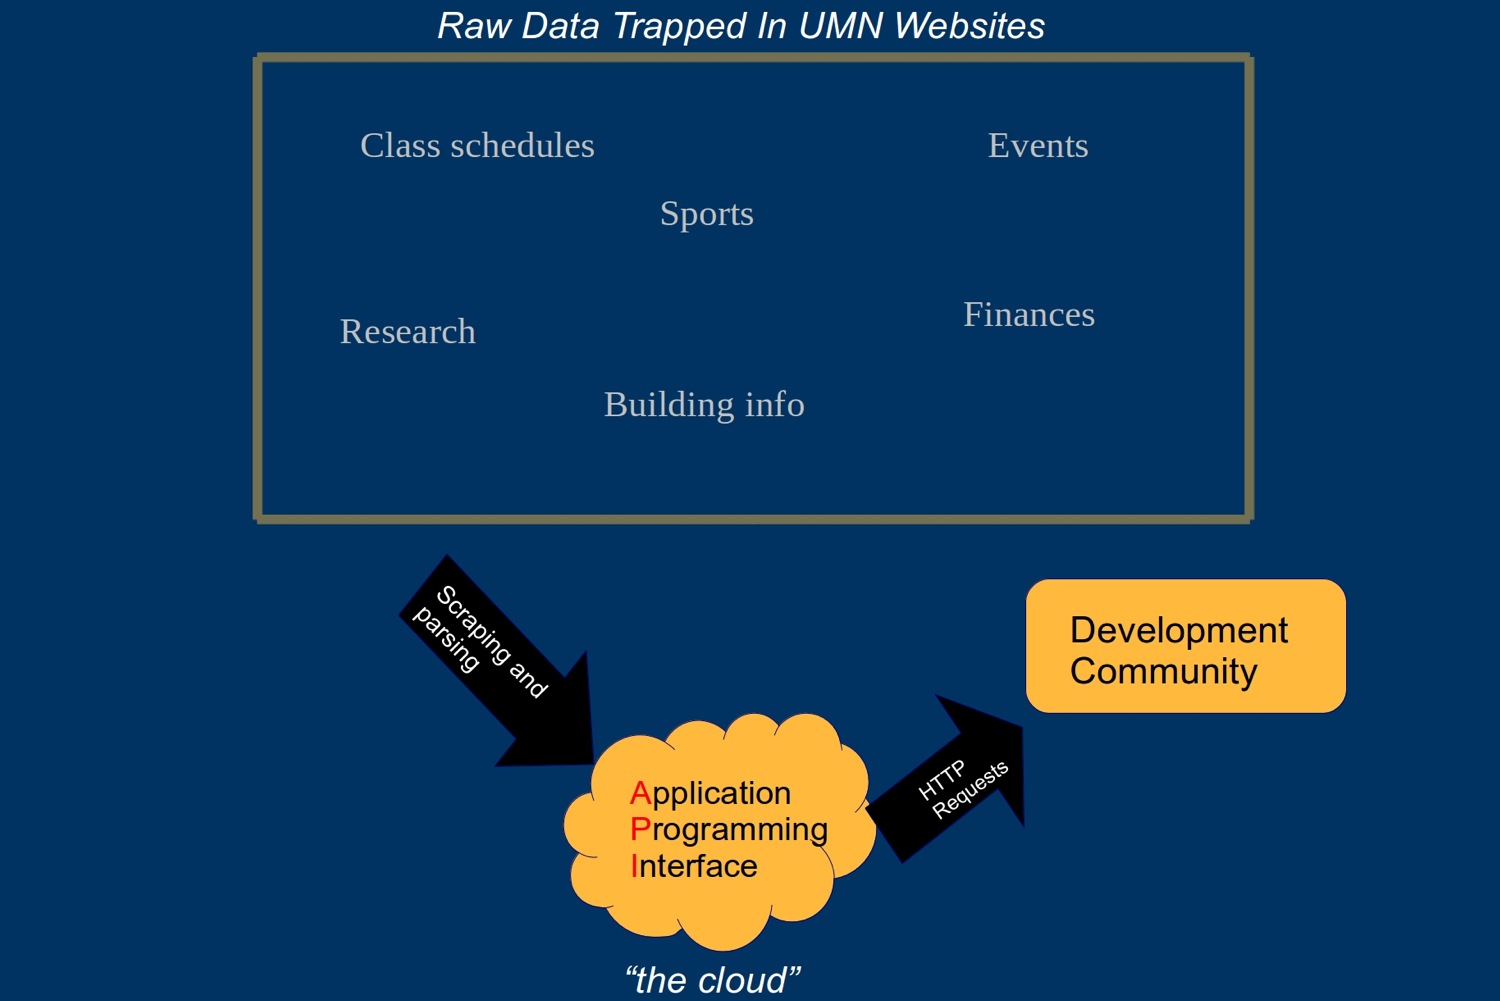 Raw Data Trapped In UMN Websites
Class schedules
Events
Sports
Research
Finances
Building info
Scraping and
parsing
Development
Community
HTTP
Requests
Application
Programming
Interface
“the cloud”